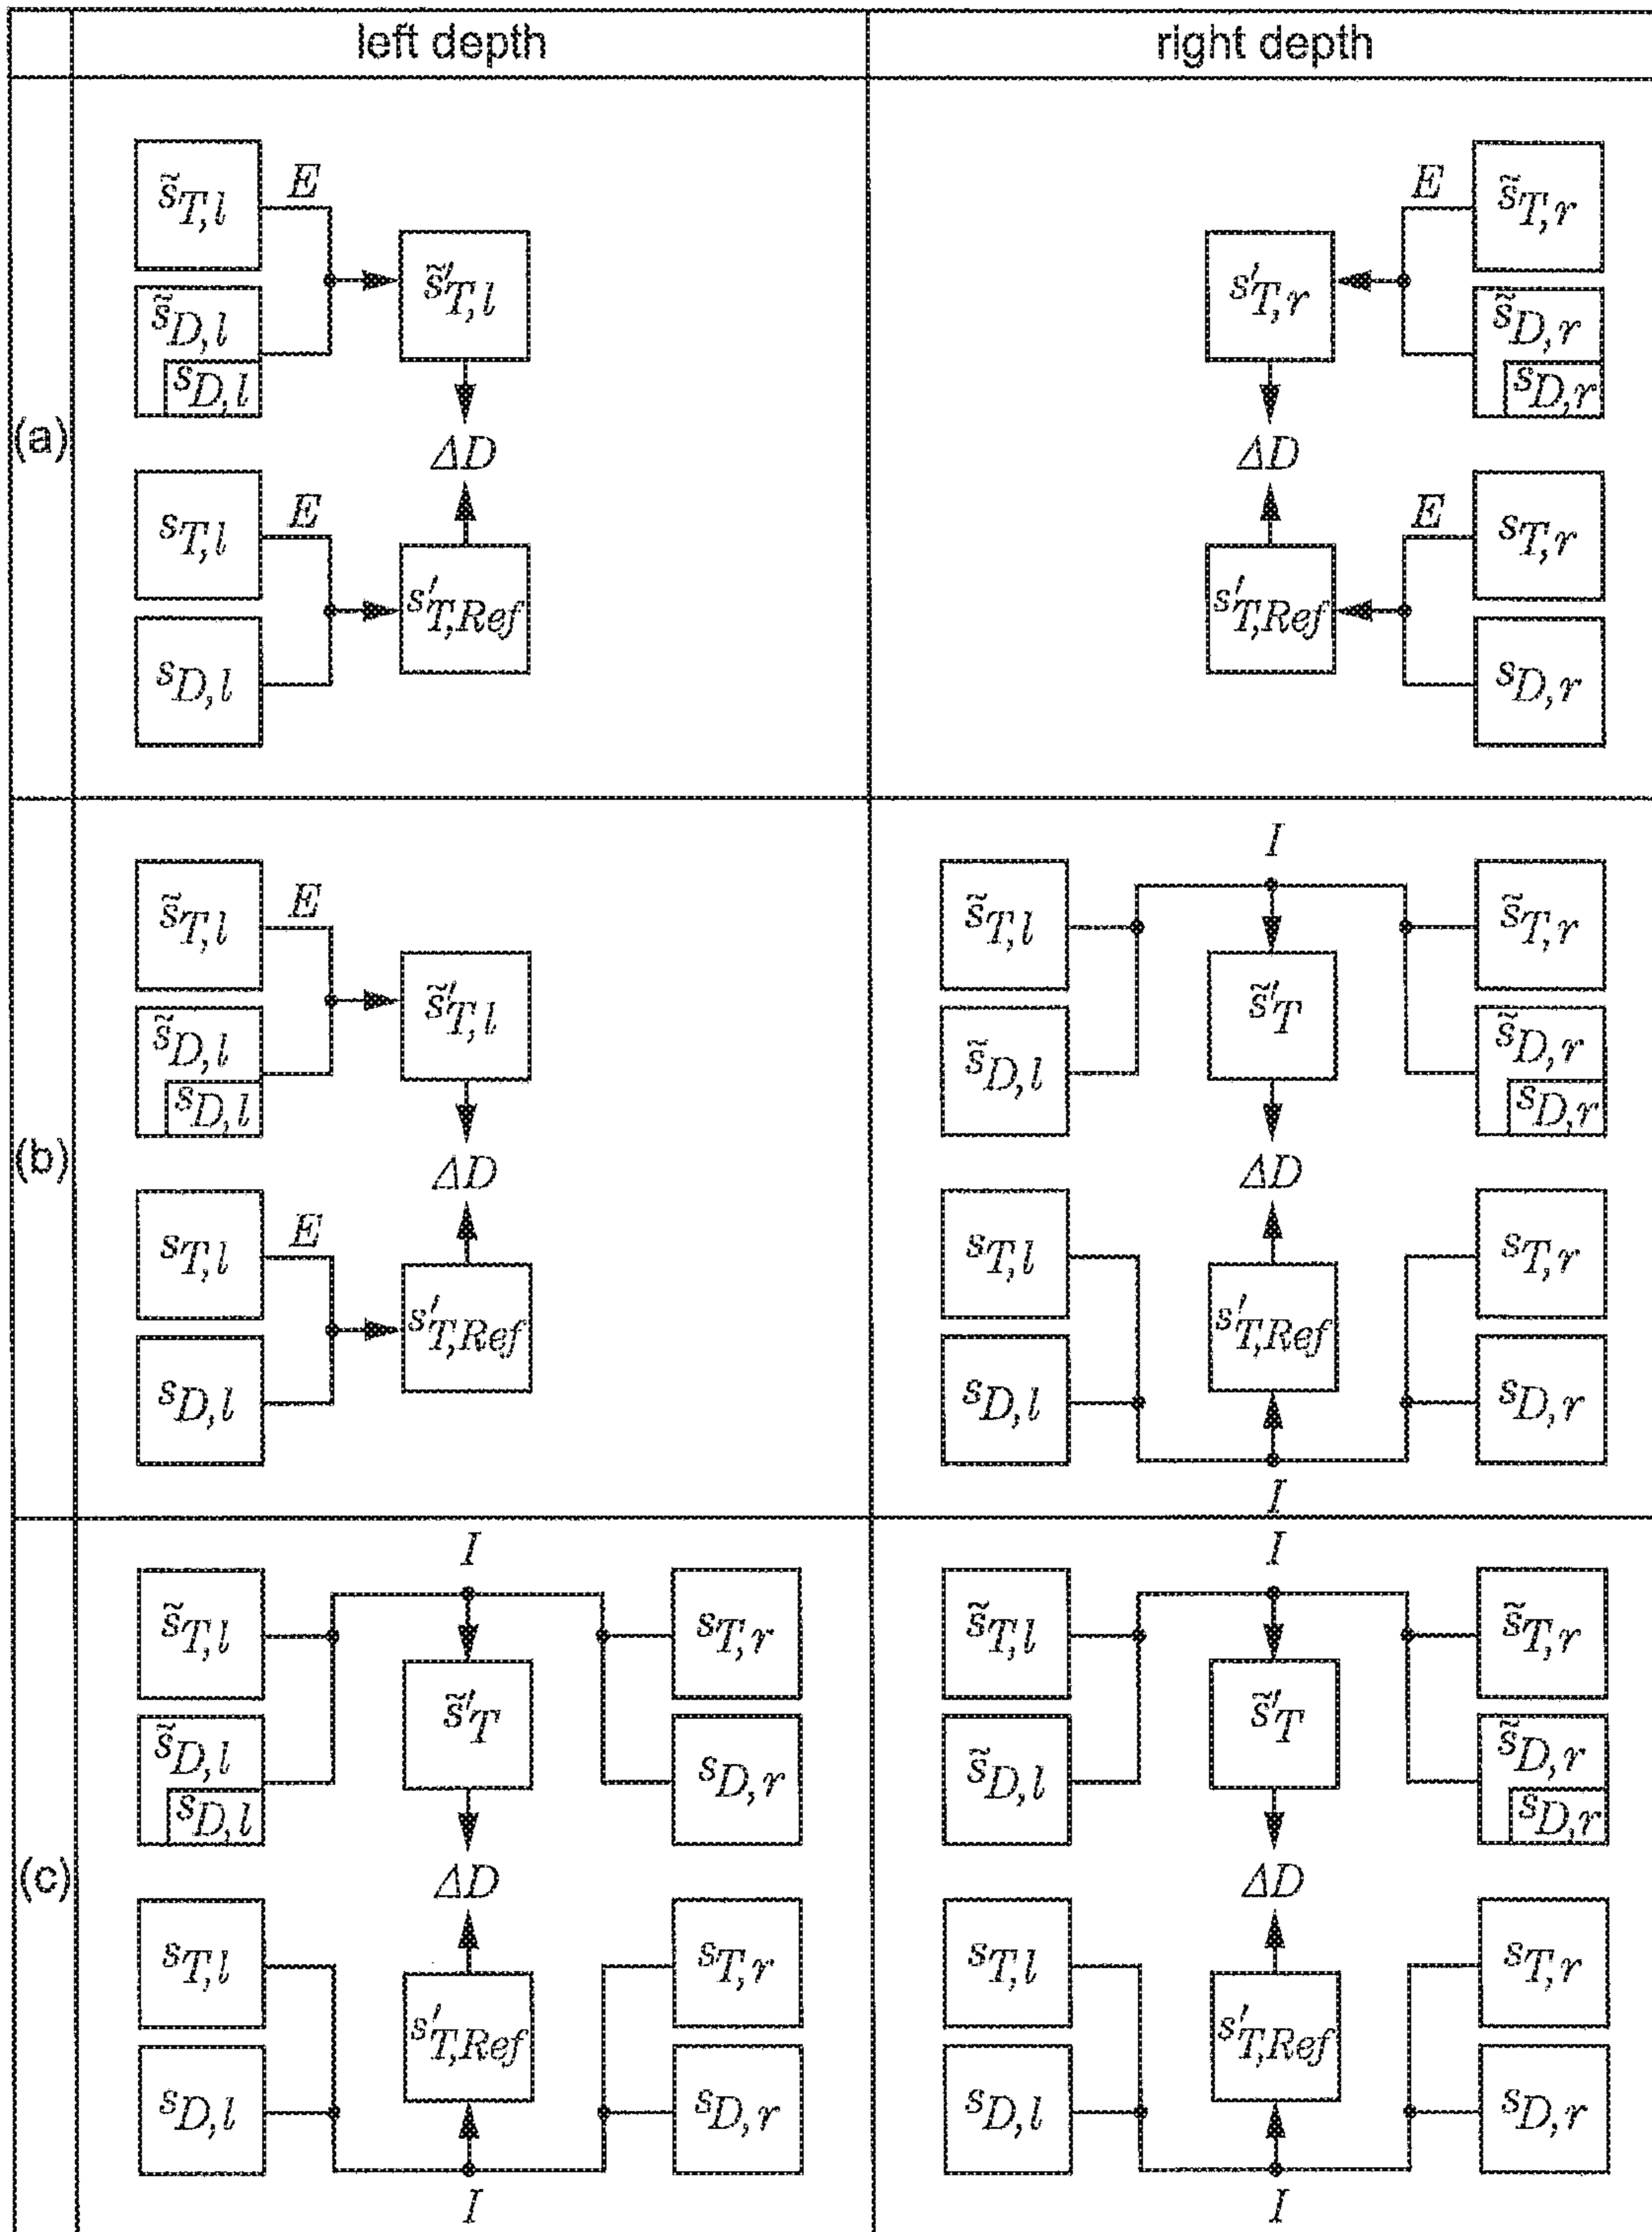 left depth right depth
(a)
s̃T,l E
s̃'T,l
s̃D,l
sD,l
ΔD
sT,l E
s'T,Ref
sD,l
E s̃T,r
s'T,r
s̃D,r
sD,r
ΔD
E sT,r
s'T,Ref
sD,r
(b)
s̃T,l E
s̃'T,l
s̃D,l
sD,l
ΔD
sT,l E
s'T,Ref
sD,l
I
s̃T,l s̃T,r
s̃'T
s̃D,l s̃D,r
sD,r
ΔD
sT,l sT,r
s'T,Ref
sD,l sD,r
I
(c)
I
s̃T,l sT,r
s̃'T
s̃D,l sD,r
sD,l
ΔD
sT,l sT,r
s'T,Ref
sD,l sD,r
I
I
s̃T,l s̃T,r
s̃'T
s̃D,l s̃D,r
sD,r
ΔD
sT,l sT,r
s'T,Ref
sD,l sD,r
I